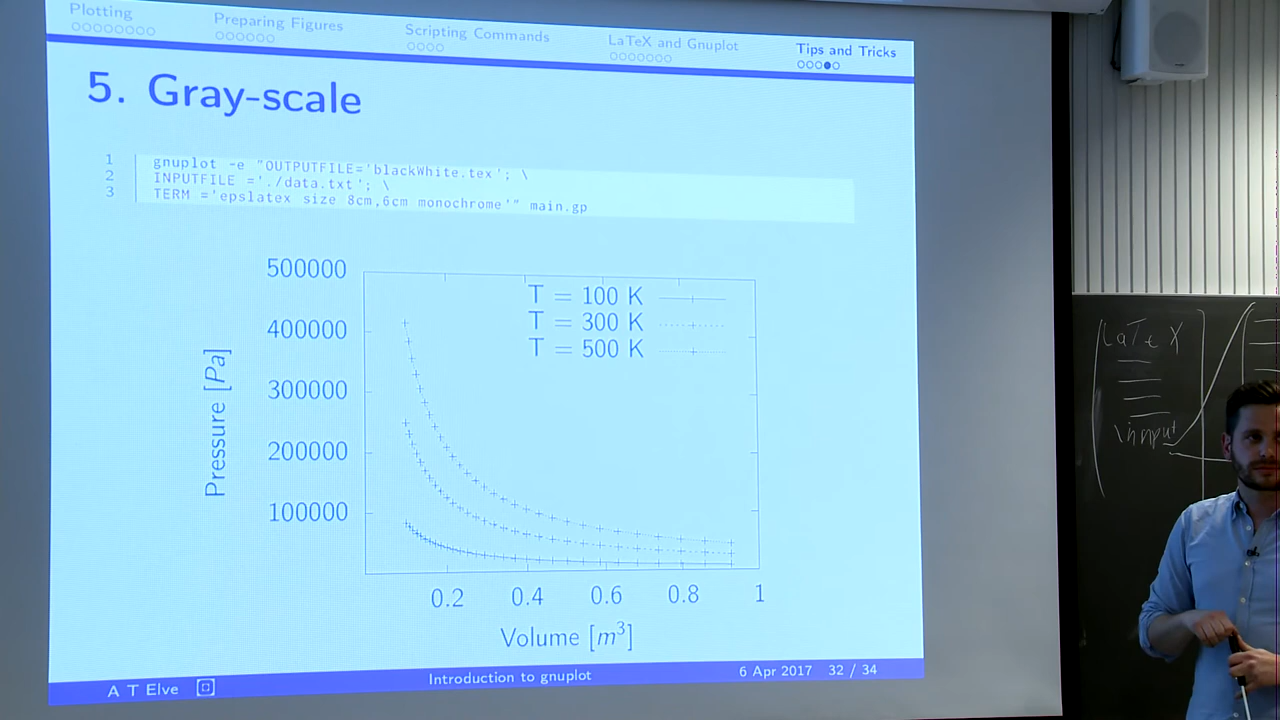 Plotting
Preparing Figures
Scripting Commands
LaTeX and Gnuplot
Tips and Tricks
5. Gray-scale
1 gnuplot -e "OUTPUTFILE='blackWhite.tex'; \
2 INPUTFILE ='./data.txt'; \
3 TERM ='epslatex size 8cm,6cm monochrome'" main.gp
500000
400000
300000
200000
100000
Pressure [Pa]
T = 100 K
T = 300 K
T = 500 K
0.2 0.4 0.6 0.8 1
Volume [m³]
A T Elve
Introduction to gnuplot
6 Apr 2017 32 / 34
LaTeX
\input